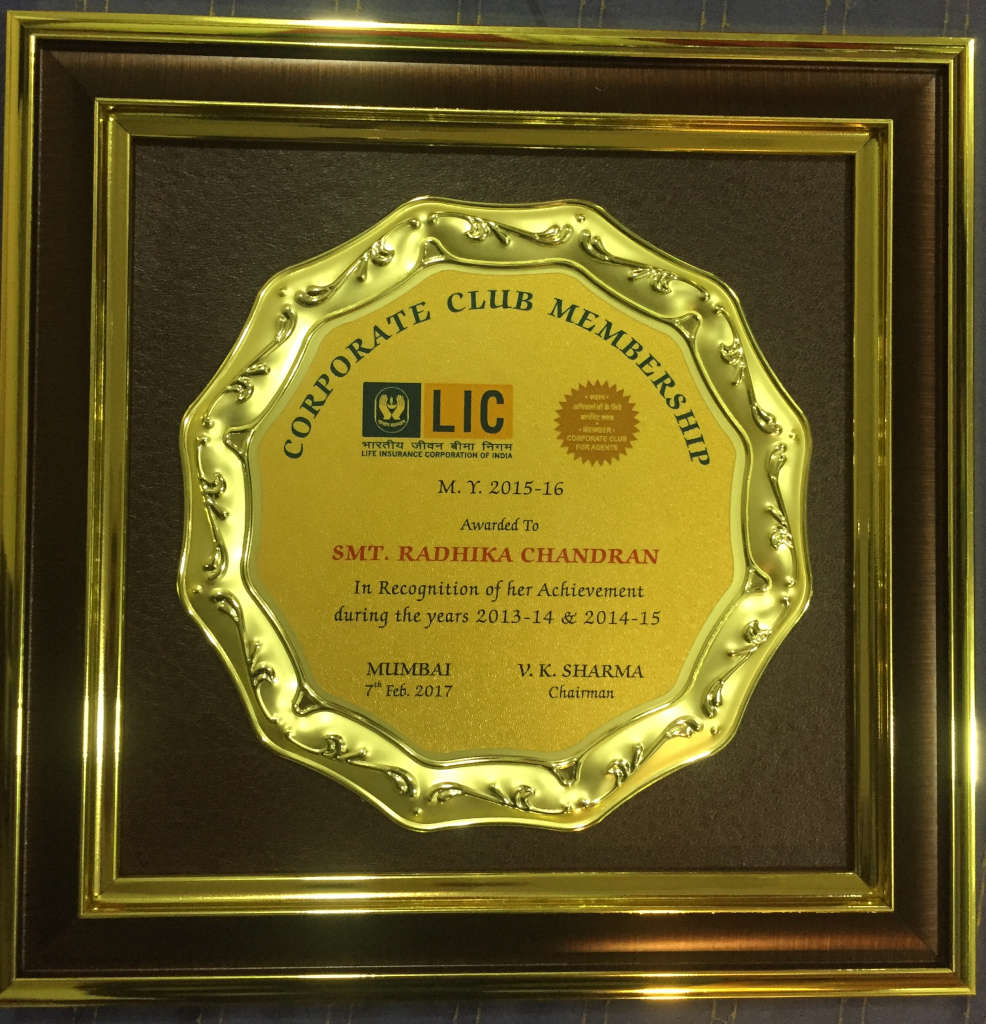 CORPORATE CLUB MEMBERSHIP
LIC
भारतीय जीवन बीमा निगम
LIFE INSURANCE CORPORATION OF INDIA
अभिकर्ताओं के लिए
MEMBER
CORPORATE CLUB
FOR AGENTS
M. Y. 2015-16
Awarded To
SMT. RADHIKA CHANDRAN
In Recognition of her Achievement
during the years 2013-14 & 2014-15
MUMBAI
7th Feb. 2017
V. K. SHARMA
Chairman